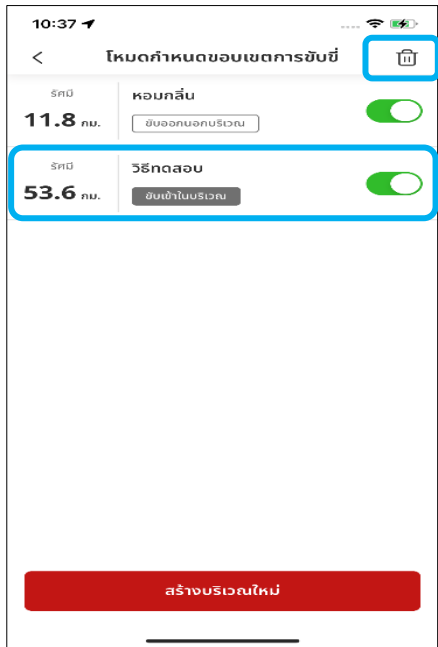 10:37
โหมดกำหนดขอบเขตการขับขี่
รัศมี
11.8 กม.
หอมกลิ่น
ขับออกนอกบริเวณ
รัศมี
53.6 กม.
วิธีทดสอบ
ขับเข้าในบริเวณ
สร้างบริเวณใหม่